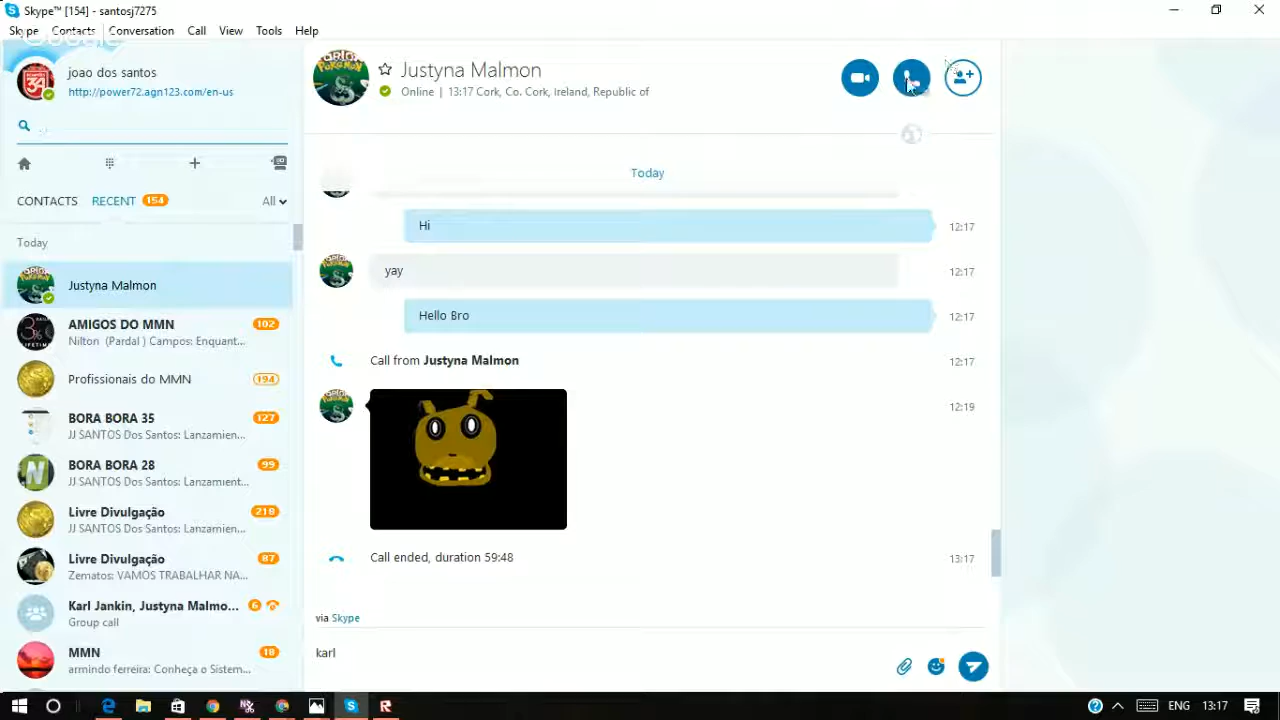 Skype™ [154] - santosj7275
Skype Contacts Conversation Call View Tools Help
Google
joao dos santos
http://power72.agn123.com/en-us
CONTACTS RECENT 154 All
Today
Justyna Malmon
AMIGOS DO MMN 102
Nilton (Pardal ) Campos: Enquant...
Profissionais do MMN 194
BORA BORA 35 127
JJ SANTOS Dos Santos: Lanzamien...
BORA BORA 28 99
JJ SANTOS Dos Santos: Lanzamient...
Livre Divulgação 218
JJ SANTOS Dos Santos: Lanzamien...
Livre Divulgação 87
Zematos: VAMOS TRABALHAR NA...
Karl Jankin, Justyna Malmo... 6
Group call
MMN 18
armindo ferreira: Conheça o Sistem...
Justyna Malmon
Online | 13:17 Cork, Co. Cork, Ireland, Republic of
Today
Hi 12:17
yay 12:17
Hello Bro 12:17
Call from Justyna Malmon 12:17
12:19
Call ended, duration 59:48 13:17
via Skype
karl
ENG 13:17